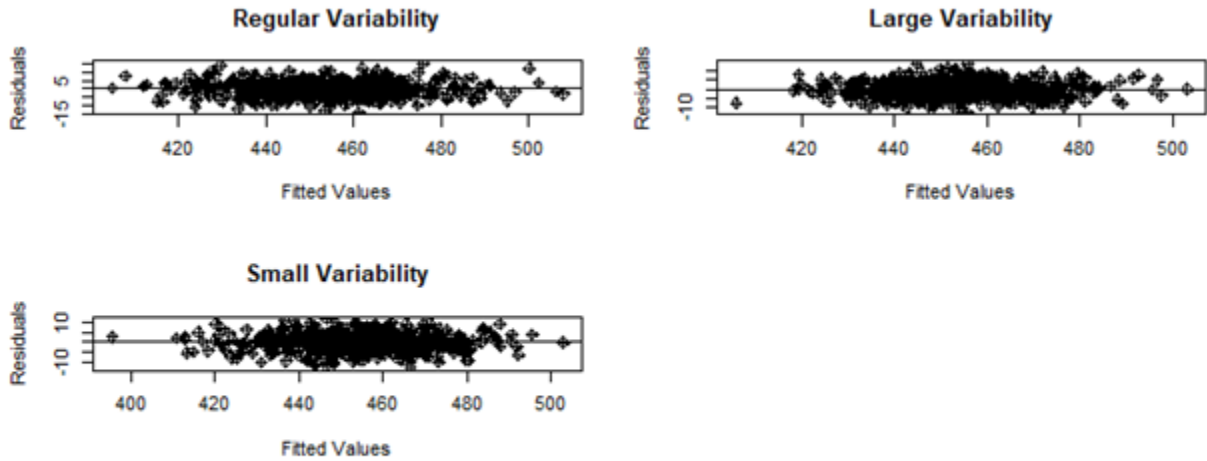 Regular Variability
Residuals
5
-15
420 440 460 480 500
Fitted Values
Large Variability
Residuals
-10
420 440 460 480 500
Fitted Values
Small Variability
Residuals
10
-10
400 420 440 460 480 500
Fitted Values